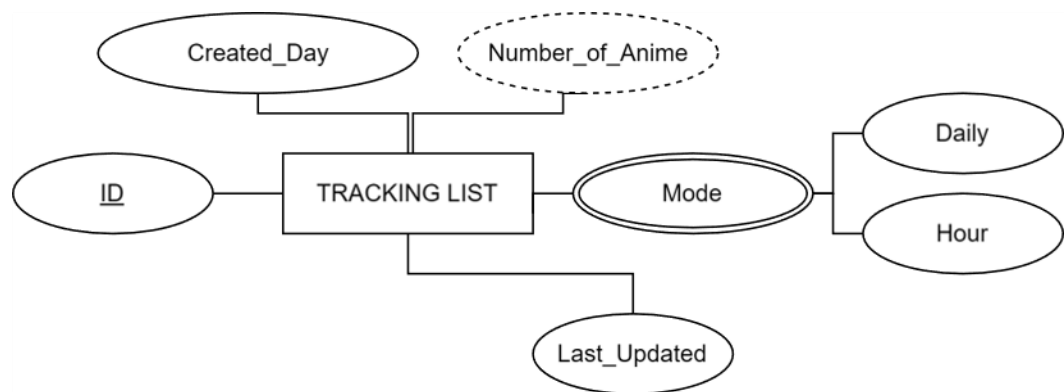 Created_Day
Number_of_Anime
Daily
ID
TRACKING LIST
Mode
Hour
Last_Updated